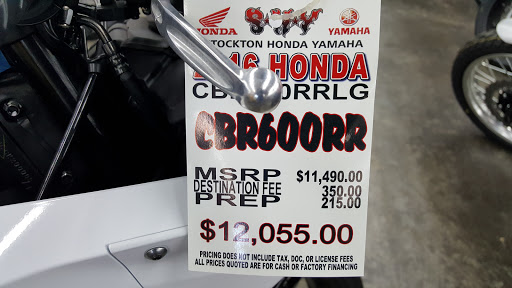 HONDA YAMAHA
STOCKTON HONDA YAMAHA
HONDA
CBR600RR
MSRP $11,490.00
DESTINATION FEE 350.00
PREP 215.00
$12,055.00
PRICING DOES NOT INCLUDE TAX, DOC, OR LICENSE FEES
ALL PRICES QUOTED ARE FOR CASH OR FACTORY FINANCING